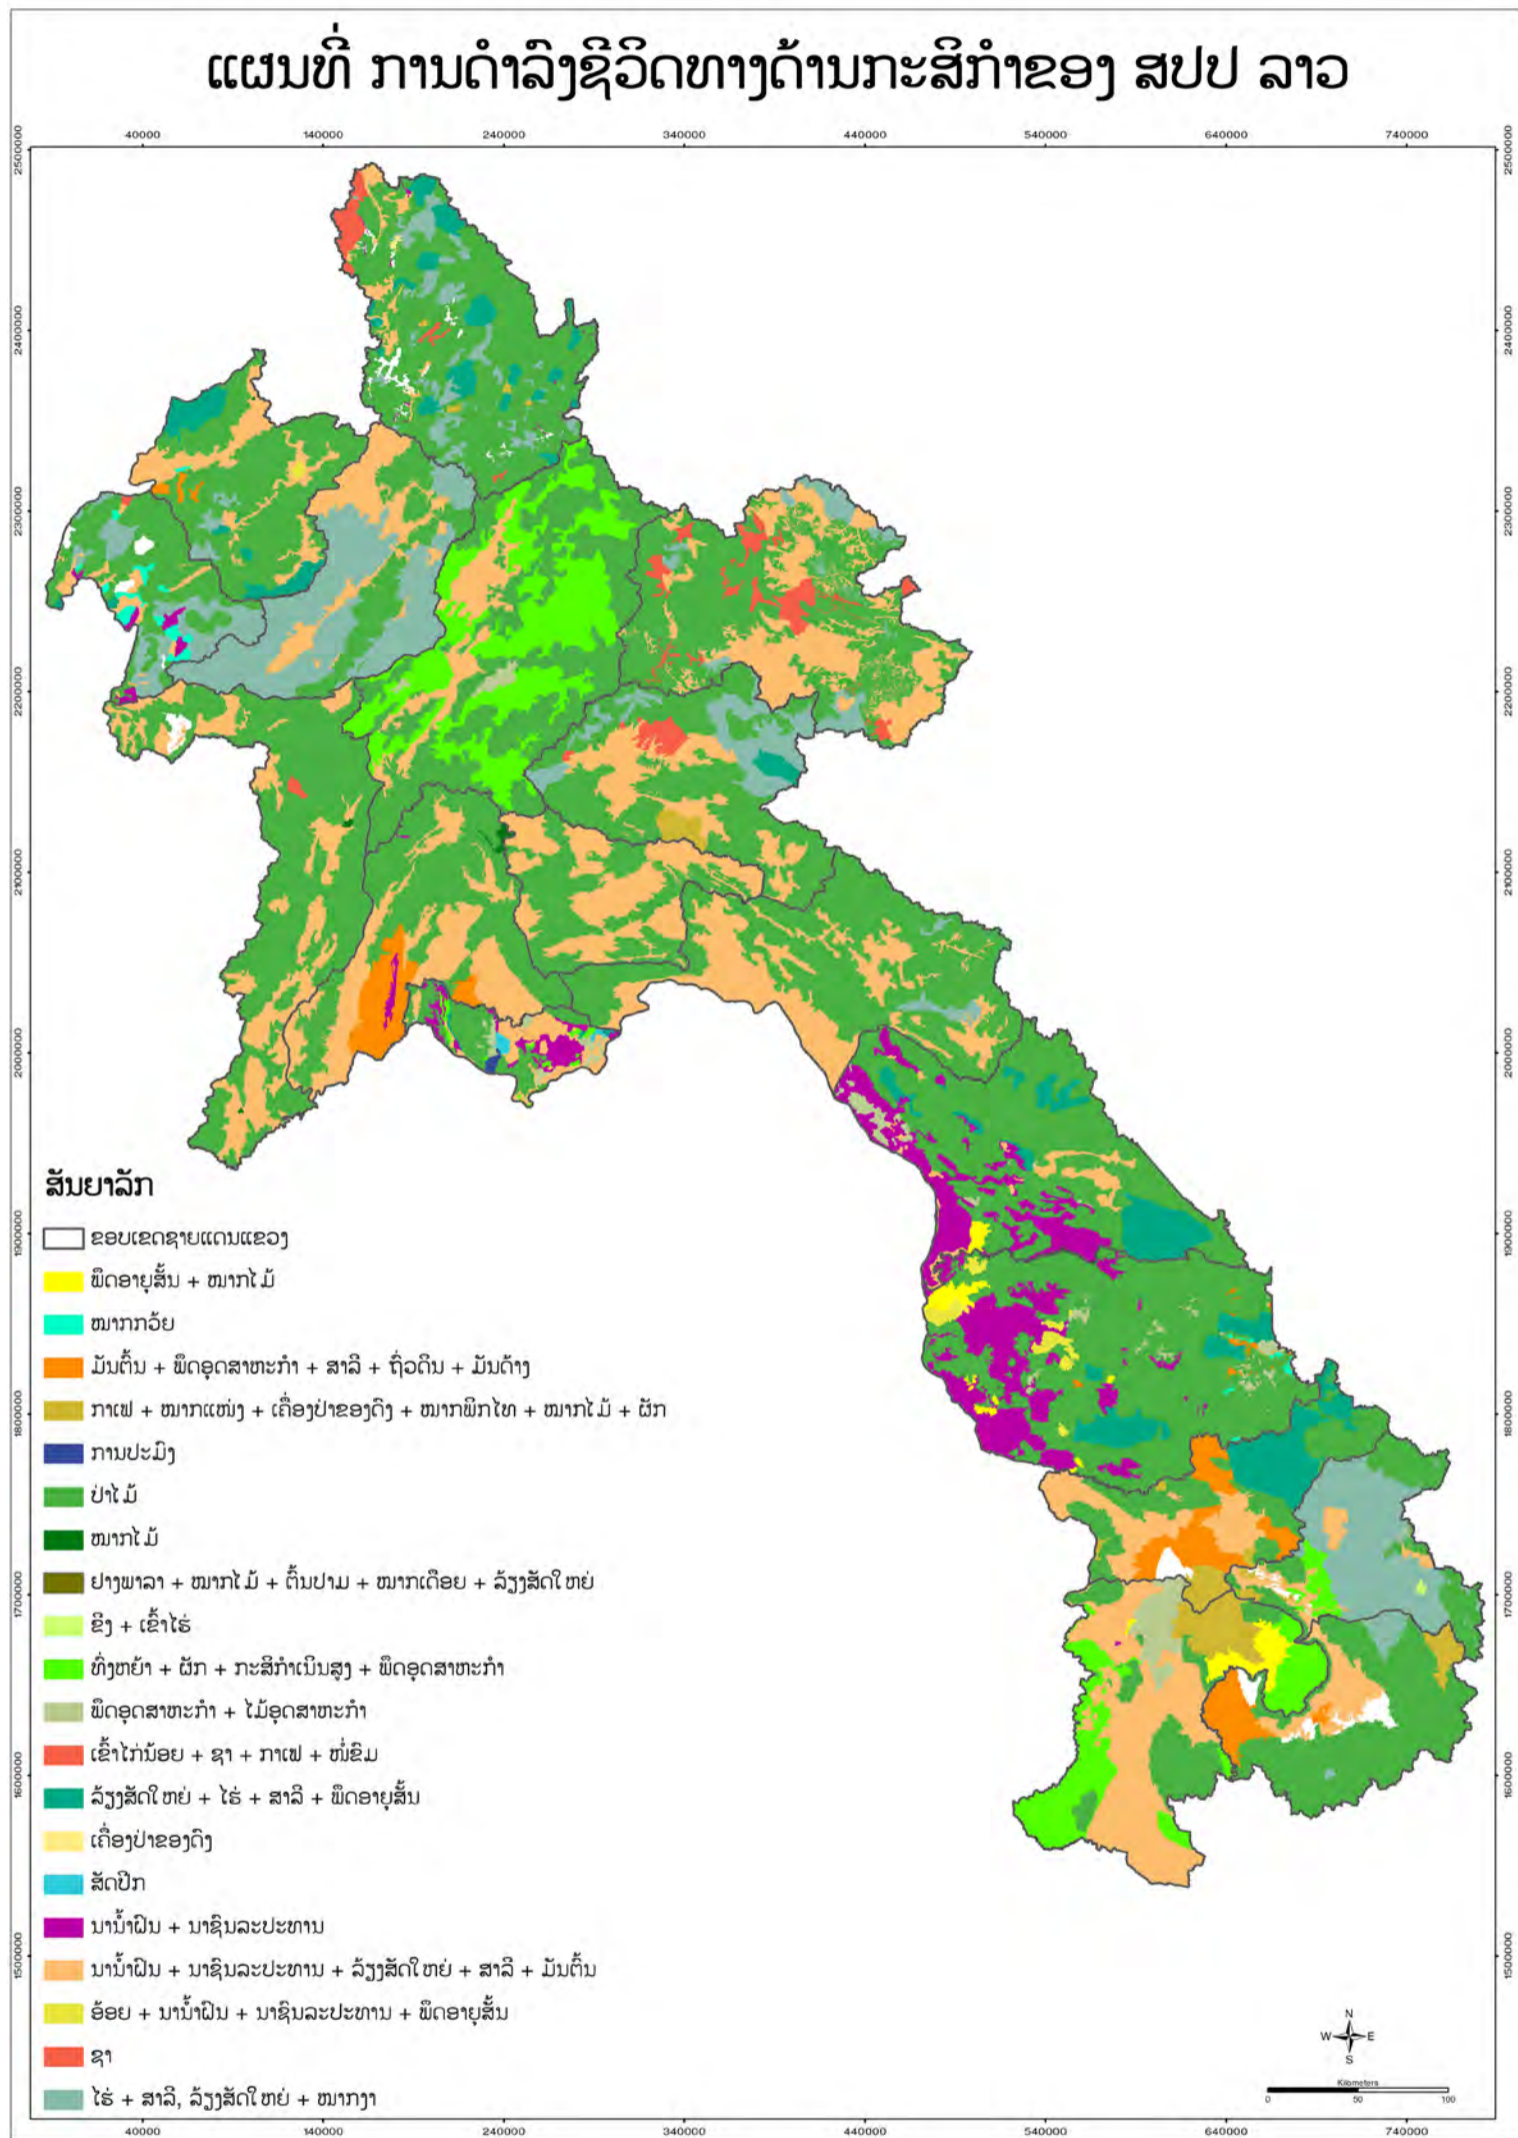 ແຜນທີ່ ການດຳລົງຊີວິດທາງດ້ານກະສິກຳຂອງ ສປປ ລາວ
40000 140000 240000 340000 440000 540000 640000 740000
2500000 2500000
2400000 2400000
2300000 2300000
2200000 2200000
2100000 2100000
2000000 2000000
1900000 1900000
1800000 1800000
1700000 1700000
1600000 1600000
1500000 1500000
ສັນຍາລັກ
ຂອບເຂດຊາຍແດນແຂວງ
ພຶດອາຍຸສັ້ນ + ໝາກໄມ້
ໝາກກວ້ຍ
ມັນຕົ້ນ + ພຶດອຸດສາຫະກຳ + ສາລີ + ຖົ່ວດິນ + ມັນດ້າງ
ກາເຟ + ໝາກແໜ່ງ + ເຄື່ອງປ່າຂອງດົງ + ໝາກພິກໄທ + ໝາກໄມ້ + ຜັກ
ການປະມົງ
ປ່າໄມ້
ໝາກໄມ້
ຢາງພາລາ + ໝາກໄມ້ + ຕົ້ນປາມ + ໝາກເດືອຍ + ລ້ຽງສັດໃຫຍ່
ຂີງ + ເຂົ້າໄຮ່
ທົ່ງຫຍ້າ + ຜັກ + ກະສິກຳເນີນສູງ + ພຶດອຸດສາຫະກຳ
ພຶດອຸດສາຫະກຳ + ໄມ້ອຸດສາຫະກຳ
ເຂົ້າໄກ່ນ້ອຍ + ຊາ + ກາເຟ + ໜໍ່ຂົມ
ລ້ຽງສັດໃຫຍ່ + ໄຮ່ + ສາລີ + ພຶດອາຍຸສັ້ນ
ເຄື່ອງປ່າຂອງດົງ
ສັດປີກ
ນານ້ຳຝົນ + ນາຊົນລະປະທານ
ນານ້ຳຝົນ + ນາຊົນລະປະທານ + ລ້ຽງສັດໃຫຍ່ + ສາລີ + ມັນຕົ້ນ
ອ້ອຍ + ນານ້ຳຝົນ + ນາຊົນລະປະທານ + ພຶດອາຍຸສັ້ນ
ຊາ
ໄຮ່ + ສາລີ, ລ້ຽງສັດໃຫຍ່ + ໝາກງາ
N
W E
S
Kilometers
0 50 100
40000 140000 240000 340000 440000 540000 640000 740000